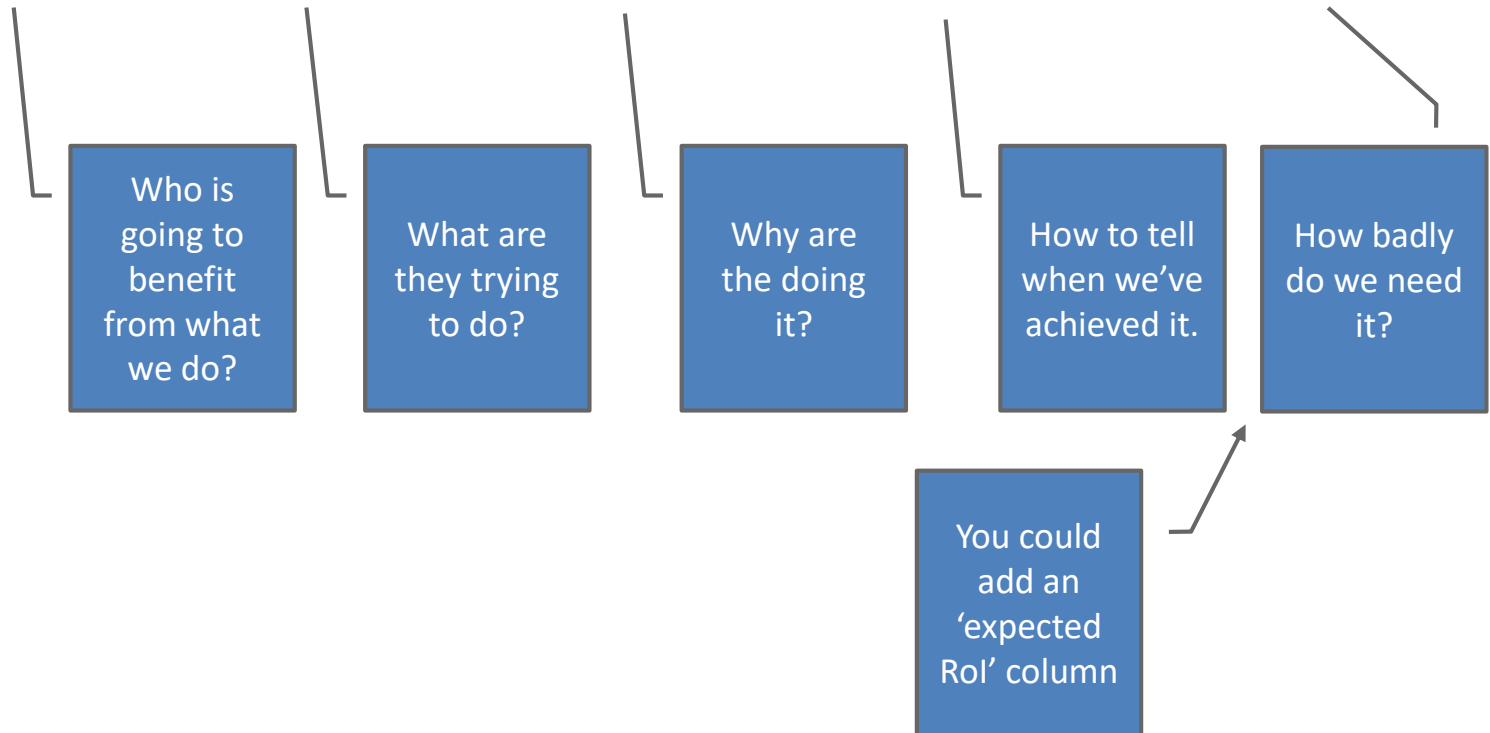 Who is
going to
benefit
from what
we do?
What are
they trying
to do?
Why are
the doing
it?
How to tell
when we’ve
achieved it.
How badly
do we need
it?
You could
add an
‘expected
RoI’ column